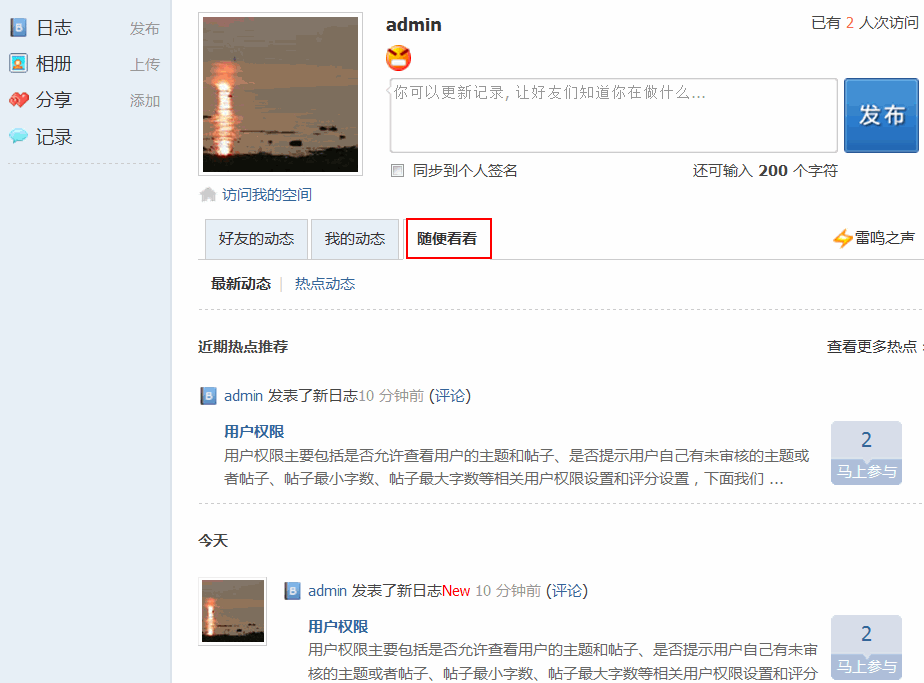 日志 发布
相册 上传
分享 添加
记录
admin
已有 2 人次访问
你可以更新记录, 让好友们知道你在做什么...
发布
同步到个人签名
还可输入 200 个字符
访问我的空间
好友的动态
我的动态
随便看看
雷鸣之声
最新动态 | 热点动态
近期热点推荐
查看更多热点
admin 发表了新日志10 分钟前 (评论)
用户权限
用户权限主要包括是否允许查看用户的主题和帖子、是否提示用户自己有未审核的主题或
者帖子、帖子最小字数、帖子最大字数等相关用户权限设置和评分设置，下面我们 ...
2
马上参与
今天
admin 发表了新日志New 10 分钟前 (评论)
用户权限
用户权限主要包括是否允许查看用户的主题和帖子、是否提示用户自己有未审
核的主题或者帖子、帖子最小字数、帖子最大字数等相关用户权限设置和评分
2
马上参与